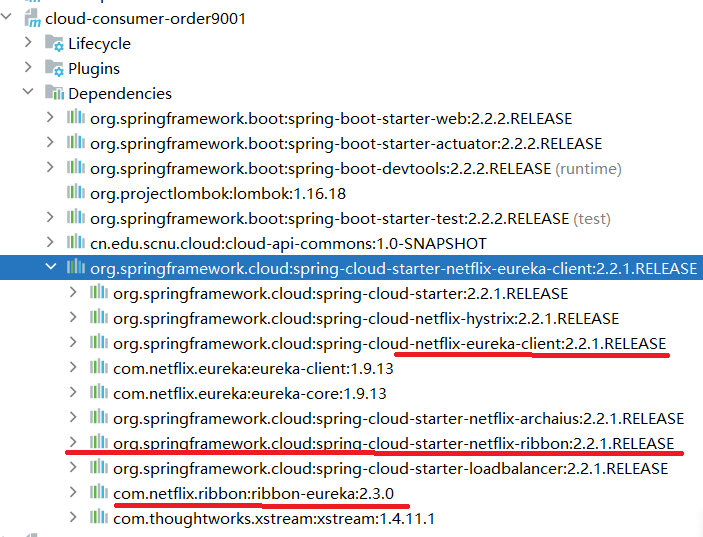 cloud-consumer-order9001
Lifecycle
Plugins
Dependencies
org.springframework.boot:spring-boot-starter-web:2.2.2.RELEASE
org.springframework.boot:spring-boot-starter-actuator:2.2.2.RELEASE
org.springframework.boot:spring-boot-devtools:2.2.2.RELEASE (runtime)
org.projectlombok:lombok:1.16.18
org.springframework.boot:spring-boot-starter-test:2.2.2.RELEASE (test)
cn.edu.scnu.cloud:cloud-api-commons:1.0-SNAPSHOT
org.springframework.cloud:spring-cloud-starter-netflix-eureka-client:2.2.1.RELEASE
org.springframework.cloud:spring-cloud-starter:2.2.1.RELEASE
org.springframework.cloud:spring-cloud-netflix-hystrix:2.2.1.RELEASE
org.springframework.cloud:spring-cloud-netflix-eureka-client:2.2.1.RELEASE
com.netflix.eureka:eureka-client:1.9.13
com.netflix.eureka:eureka-core:1.9.13
org.springframework.cloud:spring-cloud-starter-netflix-archaius:2.2.1.RELEASE
org.springframework.cloud:spring-cloud-starter-netflix-ribbon:2.2.1.RELEASE
org.springframework.cloud:spring-cloud-starter-loadbalancer:2.2.1.RELEASE
com.netflix.ribbon:ribbon-eureka:2.3.0
com.thoughtworks.xstream:xstream:1.4.11.1